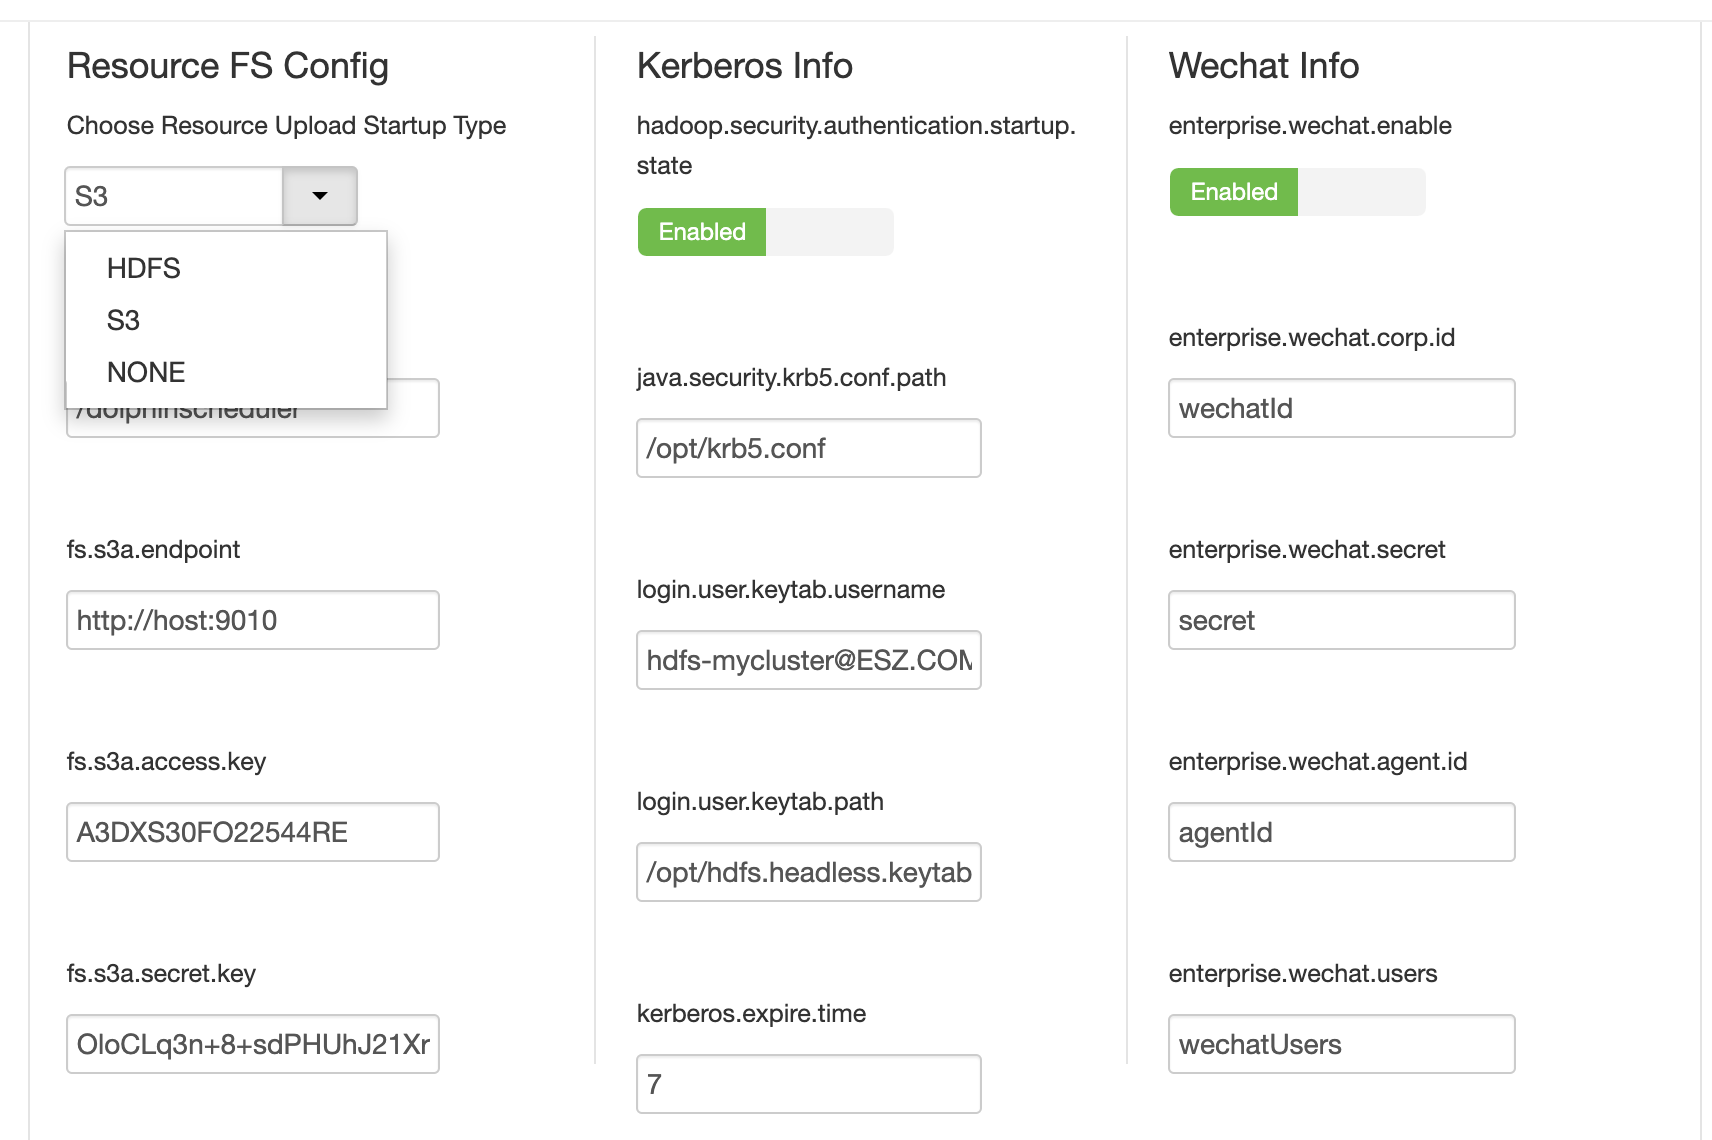 Resource FS Config
Choose Resource Upload Startup Type
S3
HDFS
S3
NONE
/dolphinscheduler
fs.s3a.endpoint
http://host:9010
fs.s3a.access.key
A3DXS30FO22544RE
fs.s3a.secret.key
OloCLq3n+8+sdPHUhJ21Xr
Kerberos Info
hadoop.security.authentication.startup.
state
Enabled
java.security.krb5.conf.path
/opt/krb5.conf
login.user.keytab.username
hdfs-mycluster@ESZ.COM
login.user.keytab.path
/opt/hdfs.headless.keytab
kerberos.expire.time
7
Wechat Info
enterprise.wechat.enable
Enabled
enterprise.wechat.corp.id
wechatId
enterprise.wechat.secret
secret
enterprise.wechat.agent.id
agentId
enterprise.wechat.users
wechatUsers